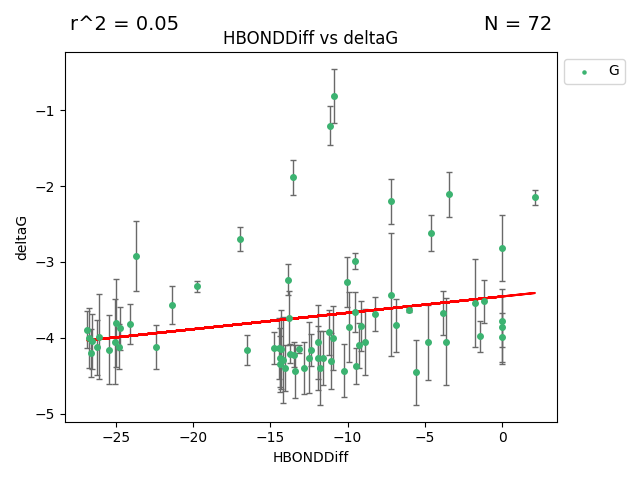 r^2 = 0.05
N = 72
HBONDDiff vs deltaG
G
deltaG
−1
−2
−3
−4
−5
−25
−20
−15
−10
−5
0
HBONDDiff